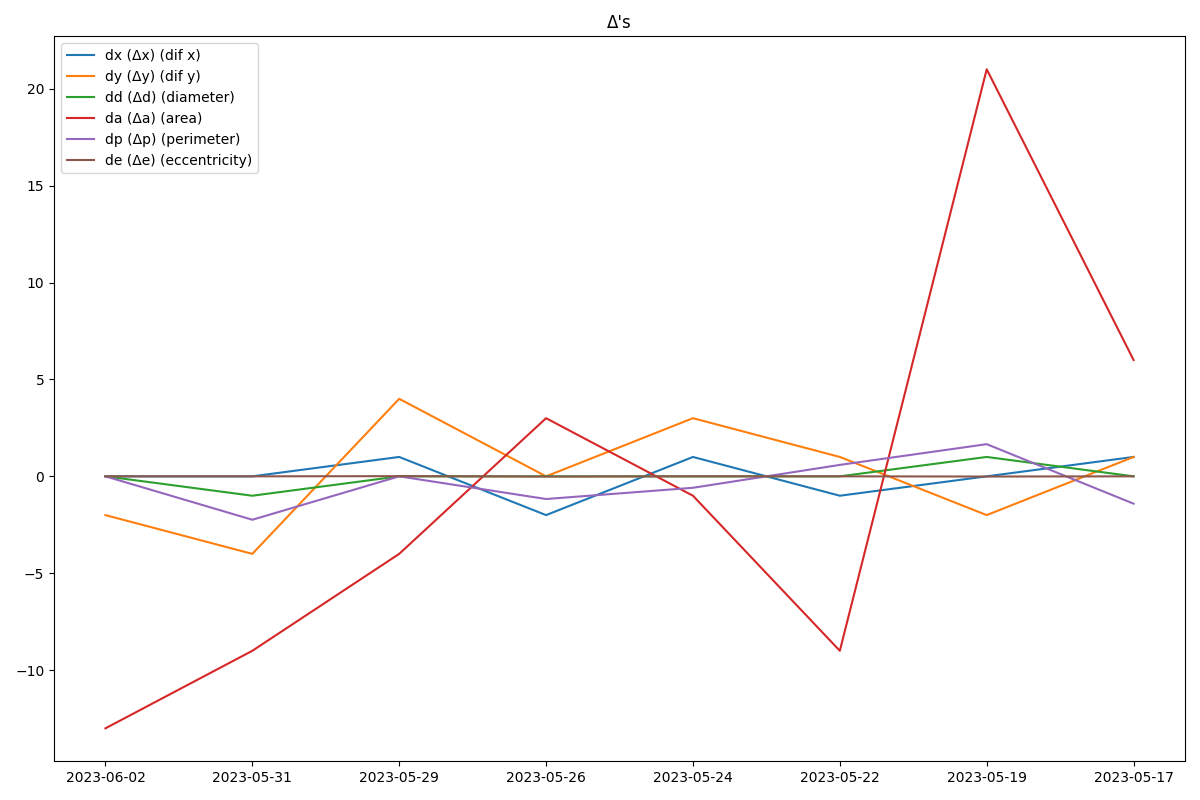 Δ's
dx (Δx) (dif x)
dy (Δy) (dif y)
dd (Δd) (diameter)
da (Δa) (area)
dp (Δp) (perimeter)
de (Δe) (eccentricity)
20
15
10
5
0
−5
−10
2023-06-02 2023-05-31 2023-05-29 2023-05-26 2023-05-24 2023-05-22 2023-05-19 2023-05-17